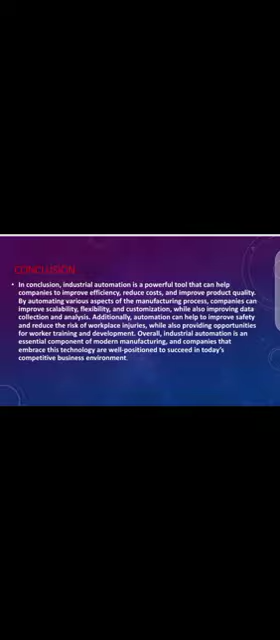 CONCLUSION
• In conclusion, industrial automation is a powerful tool that can help
companies to improve efficiency, reduce costs, and improve product quality.
By automating various aspects of the manufacturing process, companies can
improve scalability, flexibility, and customization, while also improving data
collection and analysis. Additionally, automation can help to improve safety
and reduce the risk of workplace injuries, while also providing opportunities
for worker training and development. Overall, industrial automation is an
essential component of modern manufacturing, and companies that
embrace this technology are well-positioned to succeed in today's
competitive business environment.